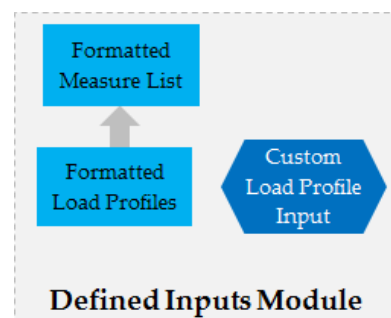 Formatted
Measure List
Formatted
Load Profiles
Custom
Load Profile
Input
Defined Inputs Module